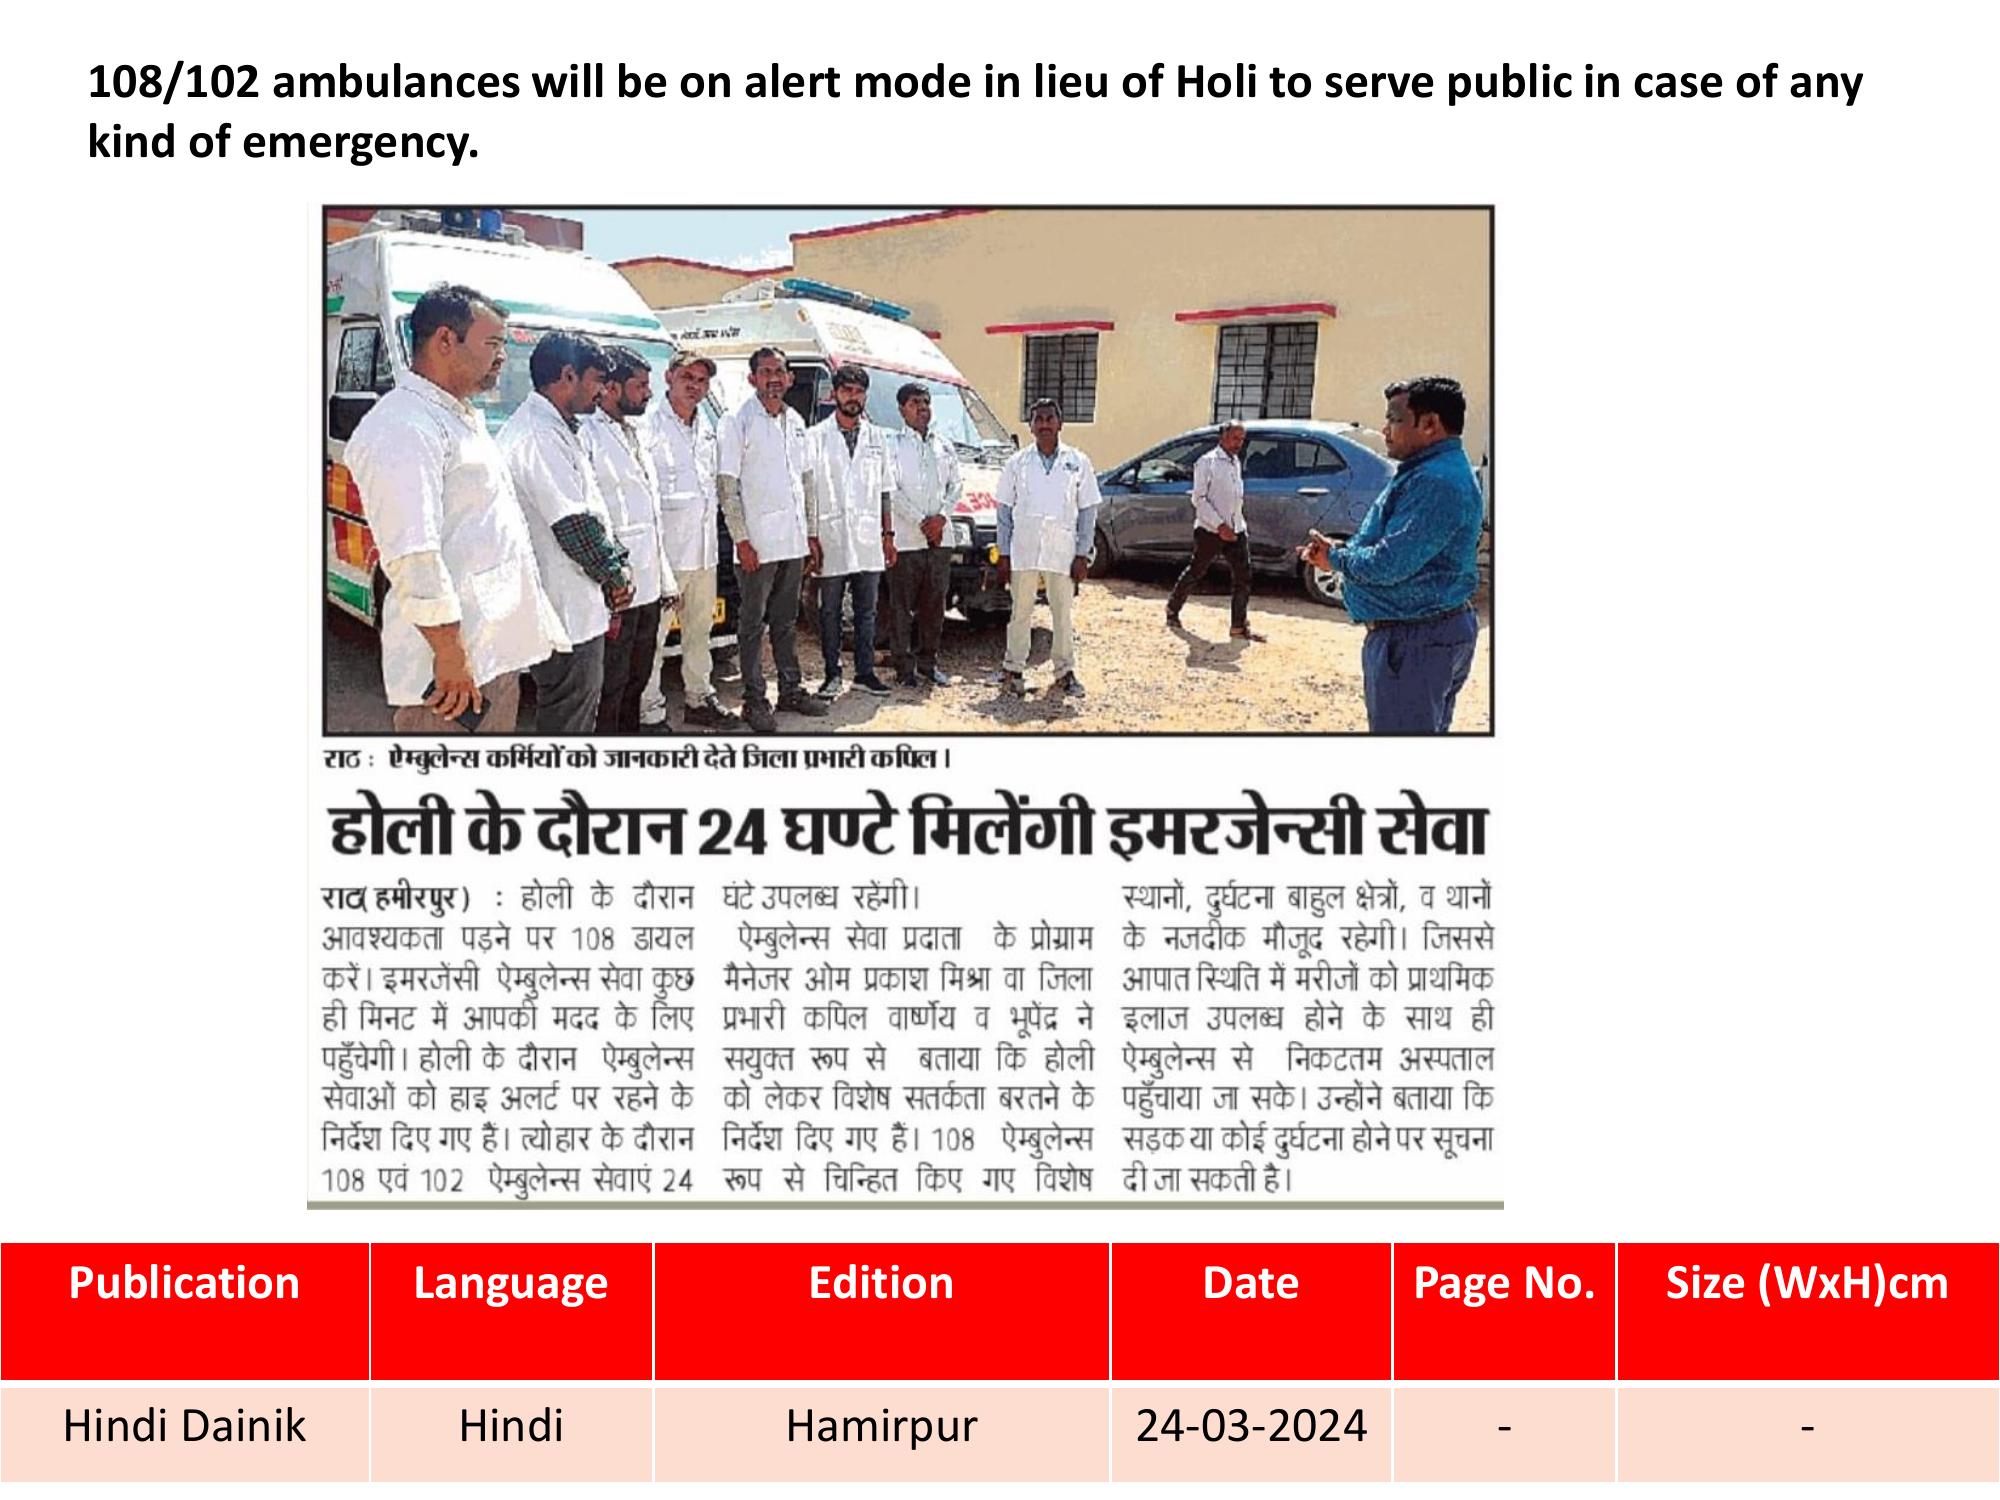 108/102 ambulances will be on alert mode in lieu of Holi to serve public in case of any
kind of emergency.
राठ : ऐम्बुलेन्स कर्मियों को जानकारी देते जिला प्रभारी कपिल।
होली के दौरान 24 घण्टे मिलेंगी इमरजेन्सी सेवा
राठ(हमीरपुर) : होली के दौरान
आवश्यकता पड़ने पर 108 डायल
करें। इमरजेंसी ऐम्बुलेन्स सेवा कुछ
ही मिनट में आपकी मदद के लिए
पहुँचेगी। होली के दौरान ऐम्बुलेन्स
सेवाओं को हाइ अलर्ट पर रहने के
निर्देश दिए गए हैं। त्योहार के दौरान
108 एवं 102 ऐम्बुलेन्स सेवाएं 24
घंटे उपलब्ध रहेंगी।
ऐम्बुलेन्स सेवा प्रदाता के प्रोग्राम
मैनेजर ओम प्रकाश मिश्रा वा जिला
प्रभारी कपिल वार्ष्णेय व भूपेंद्र ने
सयुक्त रूप से बताया कि होली
को लेकर विशेष सतर्कता बरतने के
निर्देश दिए गए हैं। 108 ऐम्बुलेन्स
रूप से चिन्हित किए गए विशेष
स्थानों, दुर्घटना बाहुल क्षेत्रों, व थानों
के नजदीक मौजूद रहेगी। जिससे
आपात स्थिति में मरीजों को प्राथमिक
इलाज उपलब्ध होने के साथ ही
ऐम्बुलेन्स से निकटतम अस्पताल
पहुँचाया जा सके। उन्होंने बताया कि
सड़क या कोई दुर्घटना होने पर सूचना
दी जा सकती है।
Publication Language Edition Date Page No. Size (WxH)cm
Hindi Dainik Hindi Hamirpur 24-03-2024 - -